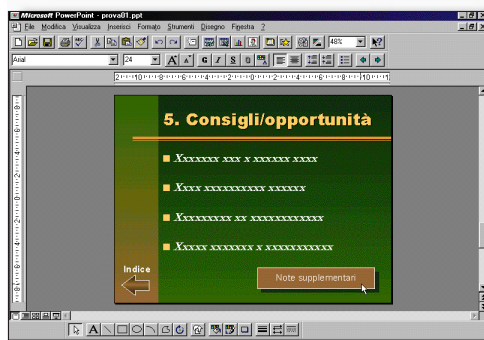 Microsoft PowerPoint - prova01.ppt
File Modifica Visualizza Inserisci Formato Strumenti Disegno Finestra ?
48%
Arial 24 A A G I S
5. Consigli/opportunità
Xxxxxxx xxx x xxxxxx xxxx
Xxxx xxxxxxxxxx xxxxxx
Xxxxxxxxx xx xxxxxxxxxxxx
Xxxxx xxxxxxx x xxxxxxxxxxx
Indice
Note supplementari